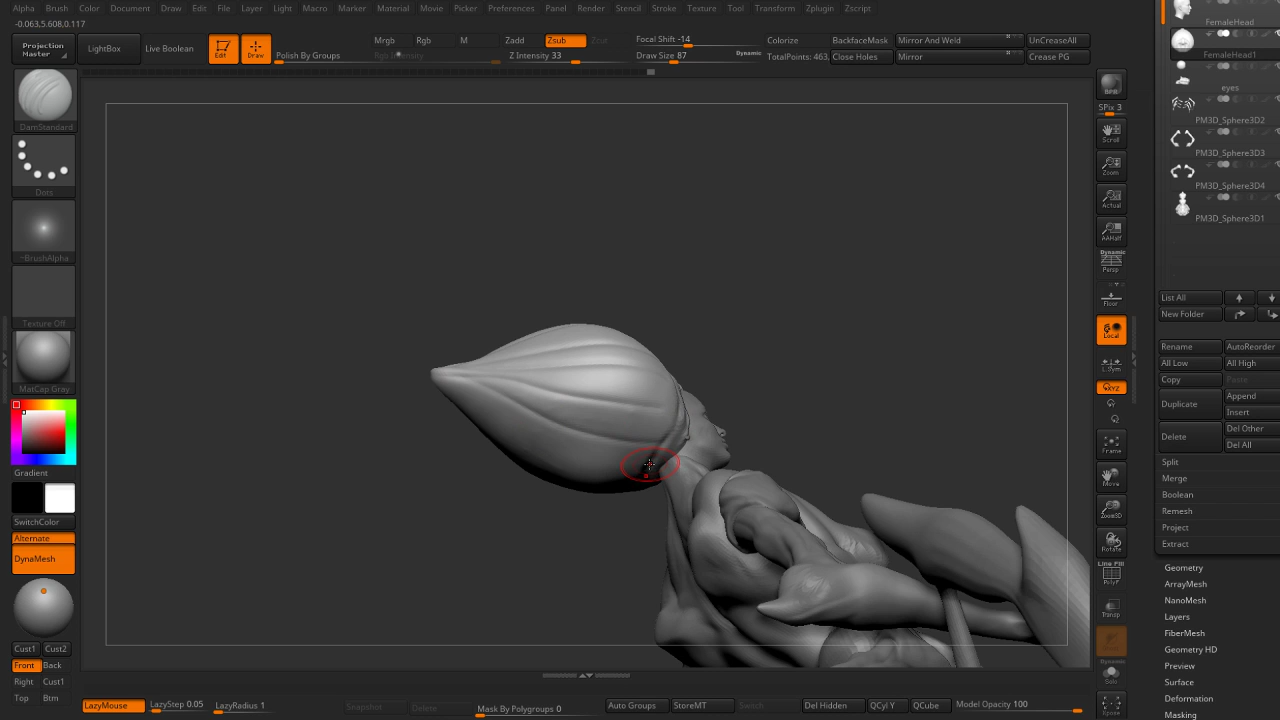 Alpha Brush Color Document Draw Edit File Layer Light Macro Marker Material Movie Picker Preferences Panel Render Stencil Stroke Texture Tool Transform Zplugin Zscript
-0.063,5.608,0.117
Projection Master
LightBox
Live Boolean
Edit
Draw
Polish By Groups
Mrgb Rgb M
Rgb Intensity
Zadd Zsub Zcut
Z Intensity 33
Focal Shift -14
Draw Size 87
Dynamic
Colorize
TotalPoints: 463,
BackfaceMask
Close Holes
Mirror And Weld
Mirror
UnCreaseAll
Crease PG
DamStandard
Dots
~BrushAlpha
Texture Off
MatCap Gray
Gradient
SwitchColor
Alternate
DynaMesh
Cust1 Cust2
Front Back
Right Cust1
Top Btm
BPR
SPix 3
Scroll
Zoom
Actual
AAHalf
Dynamic
Persp
Floor
Local
L.Sym
XYZ
Frame
Move
Zoom3D
Rotate
Line Fill
PolyF
Transp
Dynamic
Solo
Xpose
FemaleHead
FemaleHead1
eyes
PM3D_Sphere3D2
PM3D_Sphere3D3
PM3D_Sphere3D4
PM3D_Sphere3D1
List All
New Folder
Rename AutoReorder
All Low All High
Copy Paste
Duplicate Append
Insert
Delete Del Other
Del All
Split
Merge
Boolean
Remesh
Project
Extract
Geometry
ArrayMesh
NanoMesh
Layers
FiberMesh
Geometry HD
Preview
Surface
Deformation
Masking
LazyMouse LazyStep 0.05 LazyRadius 1 Snapshot Delete Mask By Polygroups 0 Auto Groups StoreMT Switch Del Hidden QCyl Y QCube Model Opacity 100